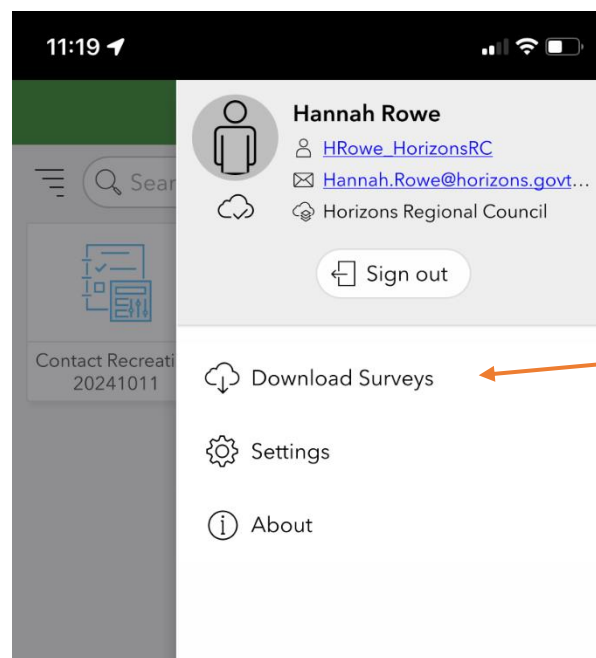 11:19
Hannah Rowe
HRowe_HorizonsRC
Hannah.Rowe@horizons.govt...
Horizons Regional Council
Sign out
Sear
Contact Recreati
20241011
Download Surveys
Settings
About